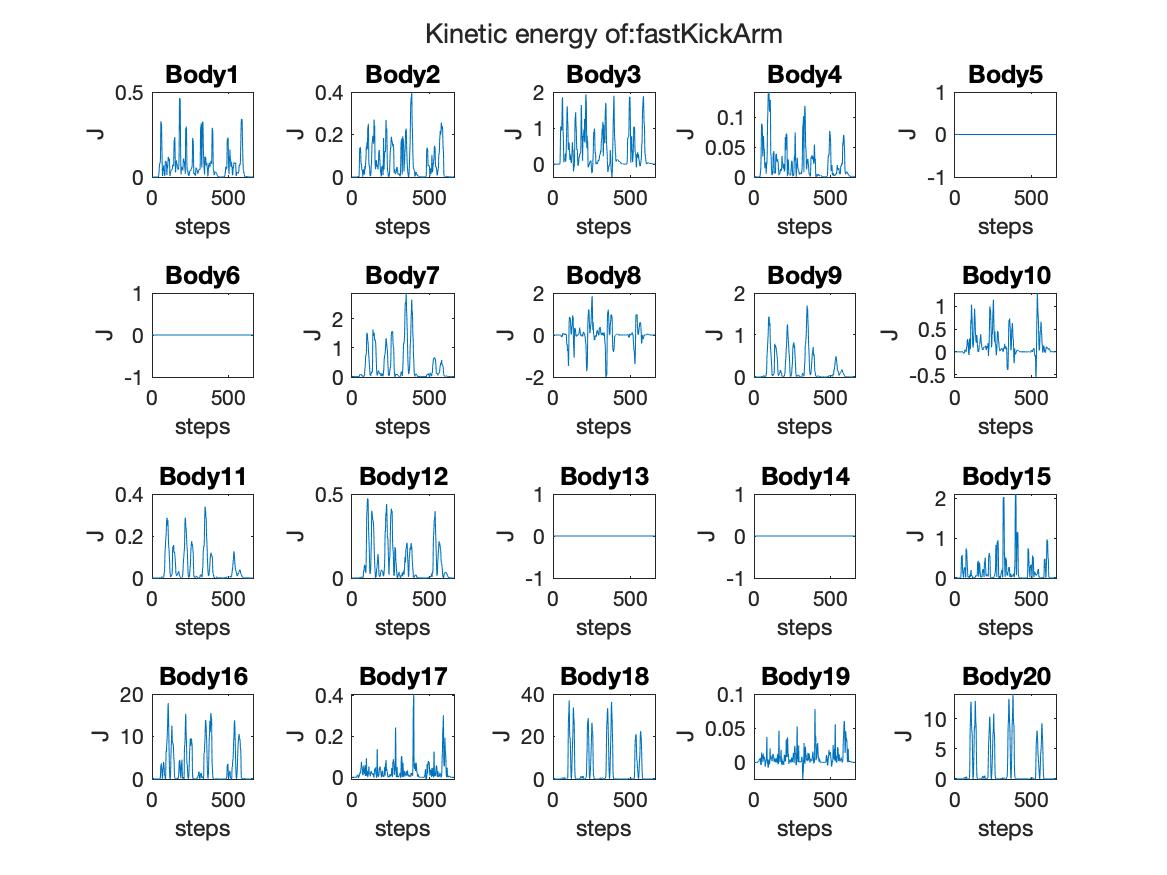 Kinetic energy of:fastKickArm
Body1 Body2 Body3 Body4 Body5
0.5 0.4 2 0.1 1
J 0.2 J 1 J 0.05 J 0
0 0 0 0 -1
0 500 0 500 0 500 0 500 0 500
steps steps steps steps steps
Body6 Body7 Body8 Body9 Body10
1 2 2 2 1
J 0 J 1 J 0 J 1 J 0.5
-1 0 -2 0 0
-0.5
0 500 0 500 0 500 0 500 0 500
steps steps steps steps steps
Body11 Body12 Body13 Body14 Body15
0.4 0.5 1 1 2
J 0.2 J J 0 J 0 J 1
0 0 -1 -1 0
0 500 0 500 0 500 0 500 0 500
steps steps steps steps steps
Body16 Body17 Body18 Body19 Body20
20 0.4 40 0.1 10
J 10 J 0.2 J 20 J 0.05 J 5
0 0 0 0 0
0 500 0 500 0 500 0 500 0 500
steps steps steps steps steps